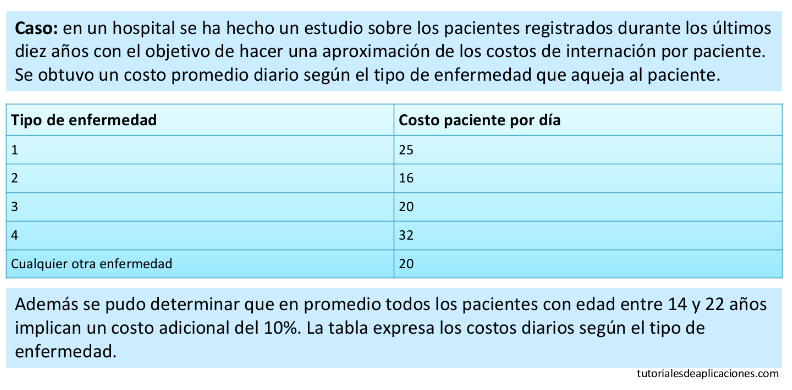 Caso: en un hospital se ha hecho un estudio sobre los pacientes registrados durante los últimos
diez años con el objetivo de hacer una aproximación de los costos de internación por paciente.
Se obtuvo un costo promedio diario según el tipo de enfermedad que aqueja al paciente.
Tipo de enfermedad Costo paciente por día
1 25
2 16
3 20
4 32
Cualquier otra enfermedad 20
Además se pudo determinar que en promedio todos los pacientes con edad entre 14 y 22 años
implican un costo adicional del 10%. La tabla expresa los costos diarios según el tipo de
enfermedad.
tutorialesdeaplicaciones.com